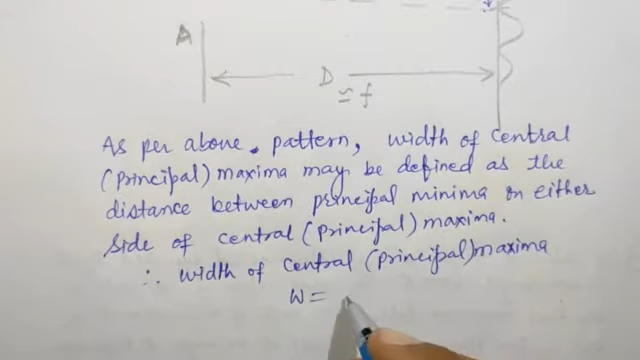 A
D
≃ f
As per above. pattern, width of central
(principal) maxima may be defined as the
distance between principal minima on either
side of central (principal) maxima.
∴ width of central (principal) maxima
W =